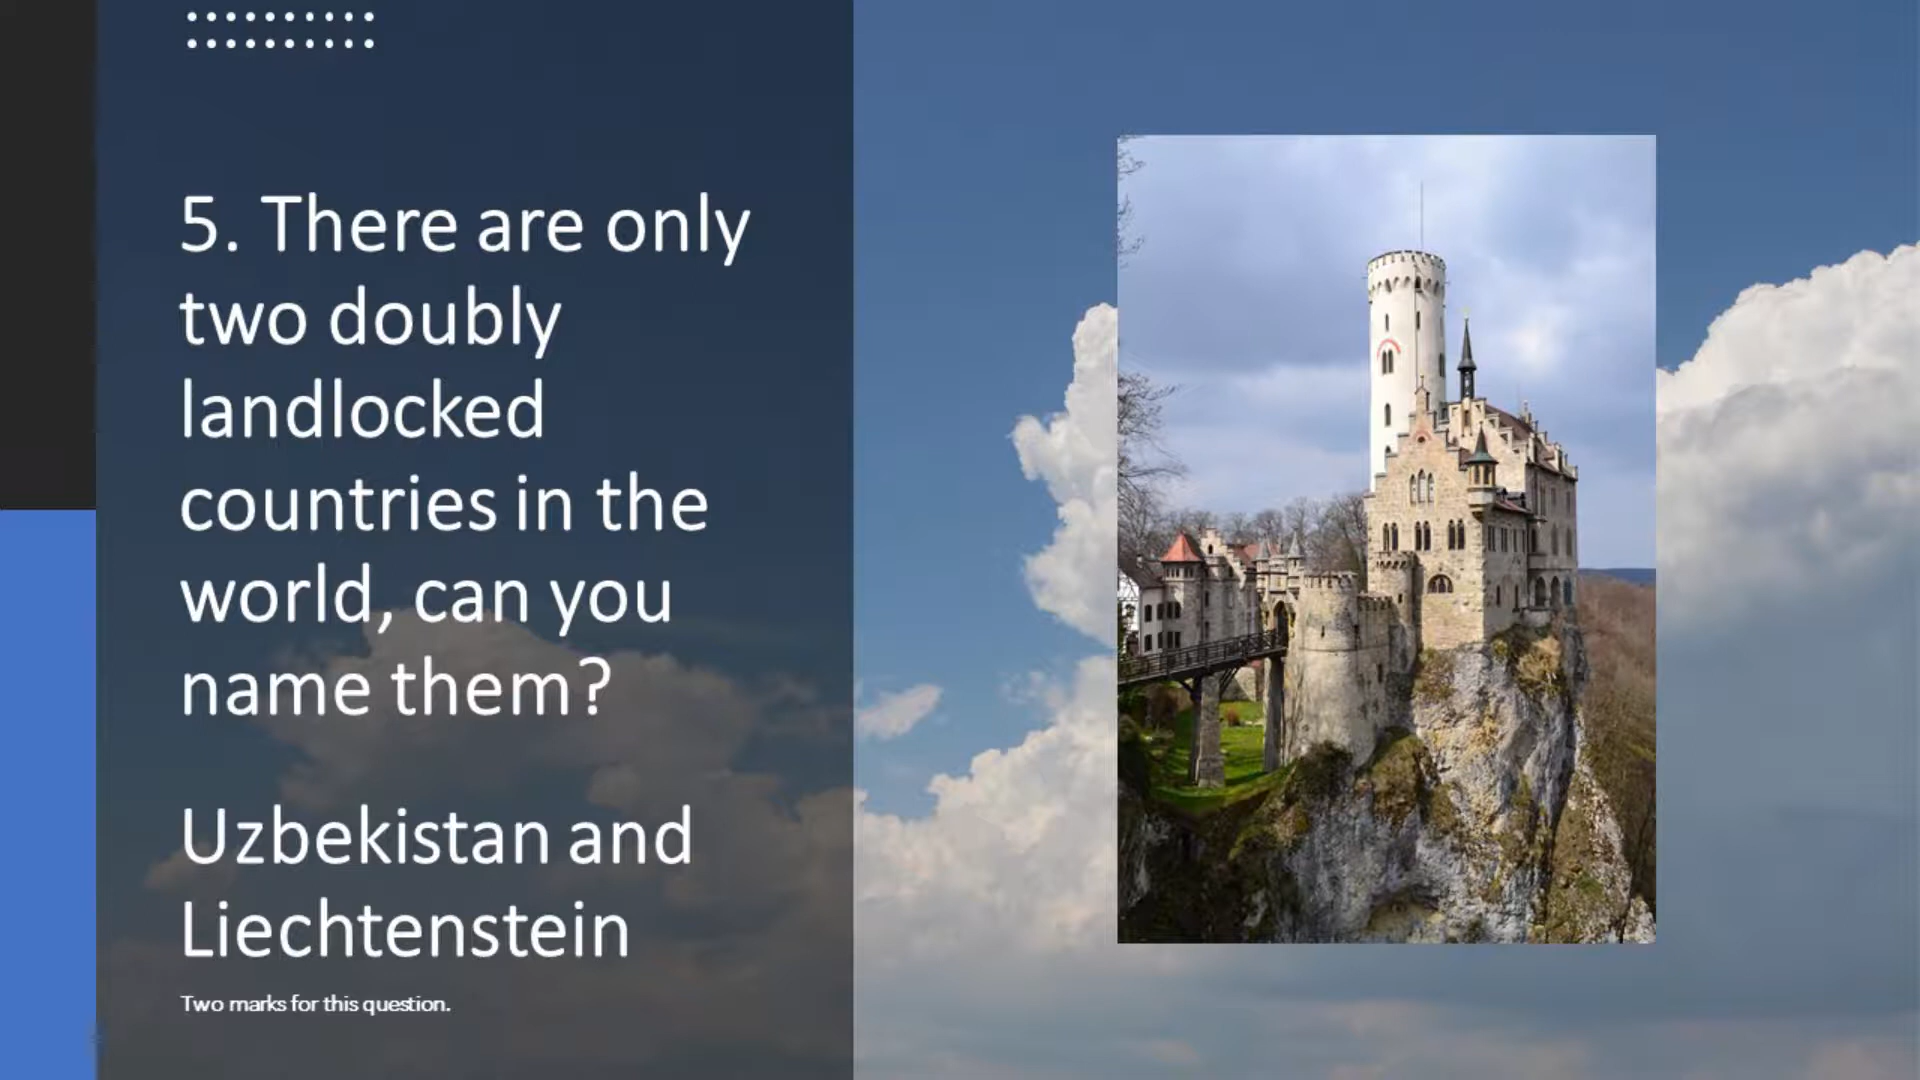 5. There are only
two doubly
landlocked
countries in the
world, can you
name them?
Uzbekistan and
Liechtenstein
Two marks for this question.